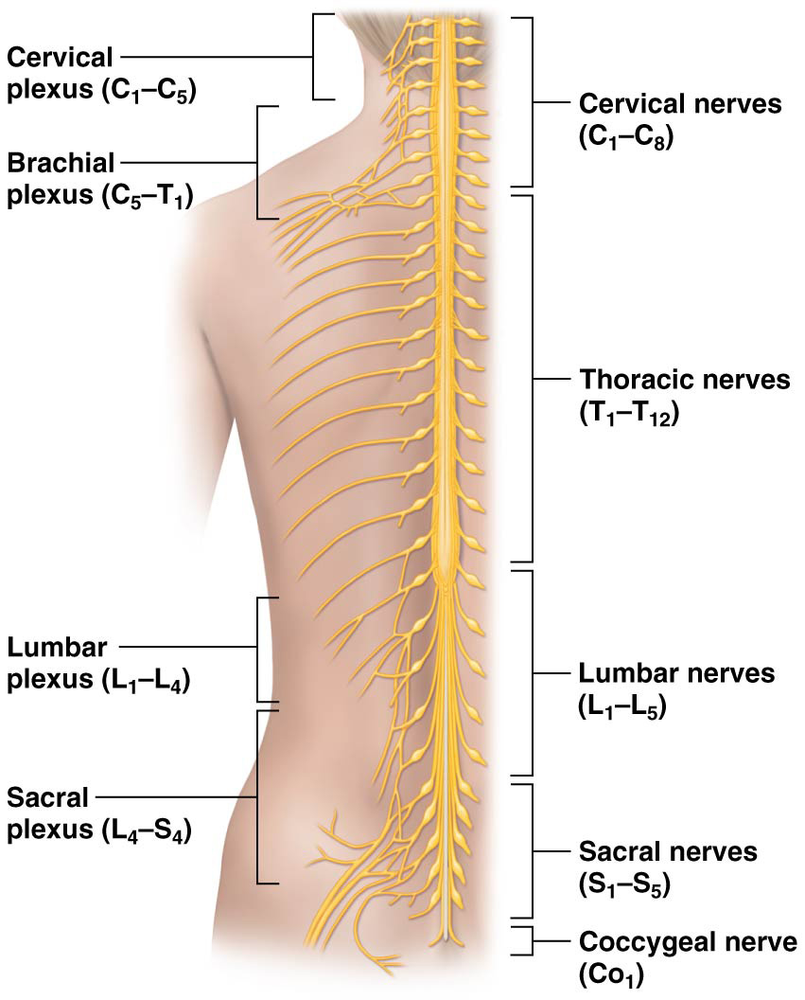 Cervical
plexus (C₁–C₅)
Brachial
plexus (C₅–T₁)
Lumbar
plexus (L₁–L₄)
Sacral
plexus (L₄–S₄)
Cervical nerves
(C₁–C₈)
Thoracic nerves
(T₁–T₁₂)
Lumbar nerves
(L₁–L₅)
Sacral nerves
(S₁–S₅)
Coccygeal nerve
(Co₁)